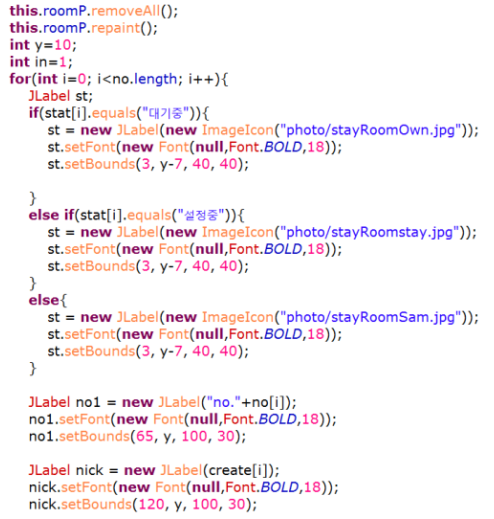 this.roomP.removeAll();
this.roomP.repaint();
int y=10;
int in=1;
for(int i=0; i<no.length; i++){
JLabel st;
if(stat[i].equals("대기중")){
st = new JLabel(new ImageIcon("photo/stayRoomOwn.jpg"));
st.setFont(new Font(null,Font.BOLD,18));
st.setBounds(3, y-7, 40, 40);
}
else if(stat[i].equals("설정중")){
st = new JLabel(new ImageIcon("photo/stayRoomstay.jpg"));
st.setFont(new Font(null,Font.BOLD,18));
st.setBounds(3, y-7, 40, 40);
}
else{
st = new JLabel(new ImageIcon("photo/stayRoomSam.jpg"));
st.setFont(new Font(null,Font.BOLD,18));
st.setBounds(3, y-7, 40, 40);
}
JLabel no1 = new JLabel("no."+no[i]);
no1.setFont(new Font(null,Font.BOLD,18));
no1.setBounds(65, y, 100, 30);
JLabel nick = new JLabel(create[i]);
nick.setFont(new Font(null,Font.BOLD,18));
nick.setBounds(120, y, 100, 30);